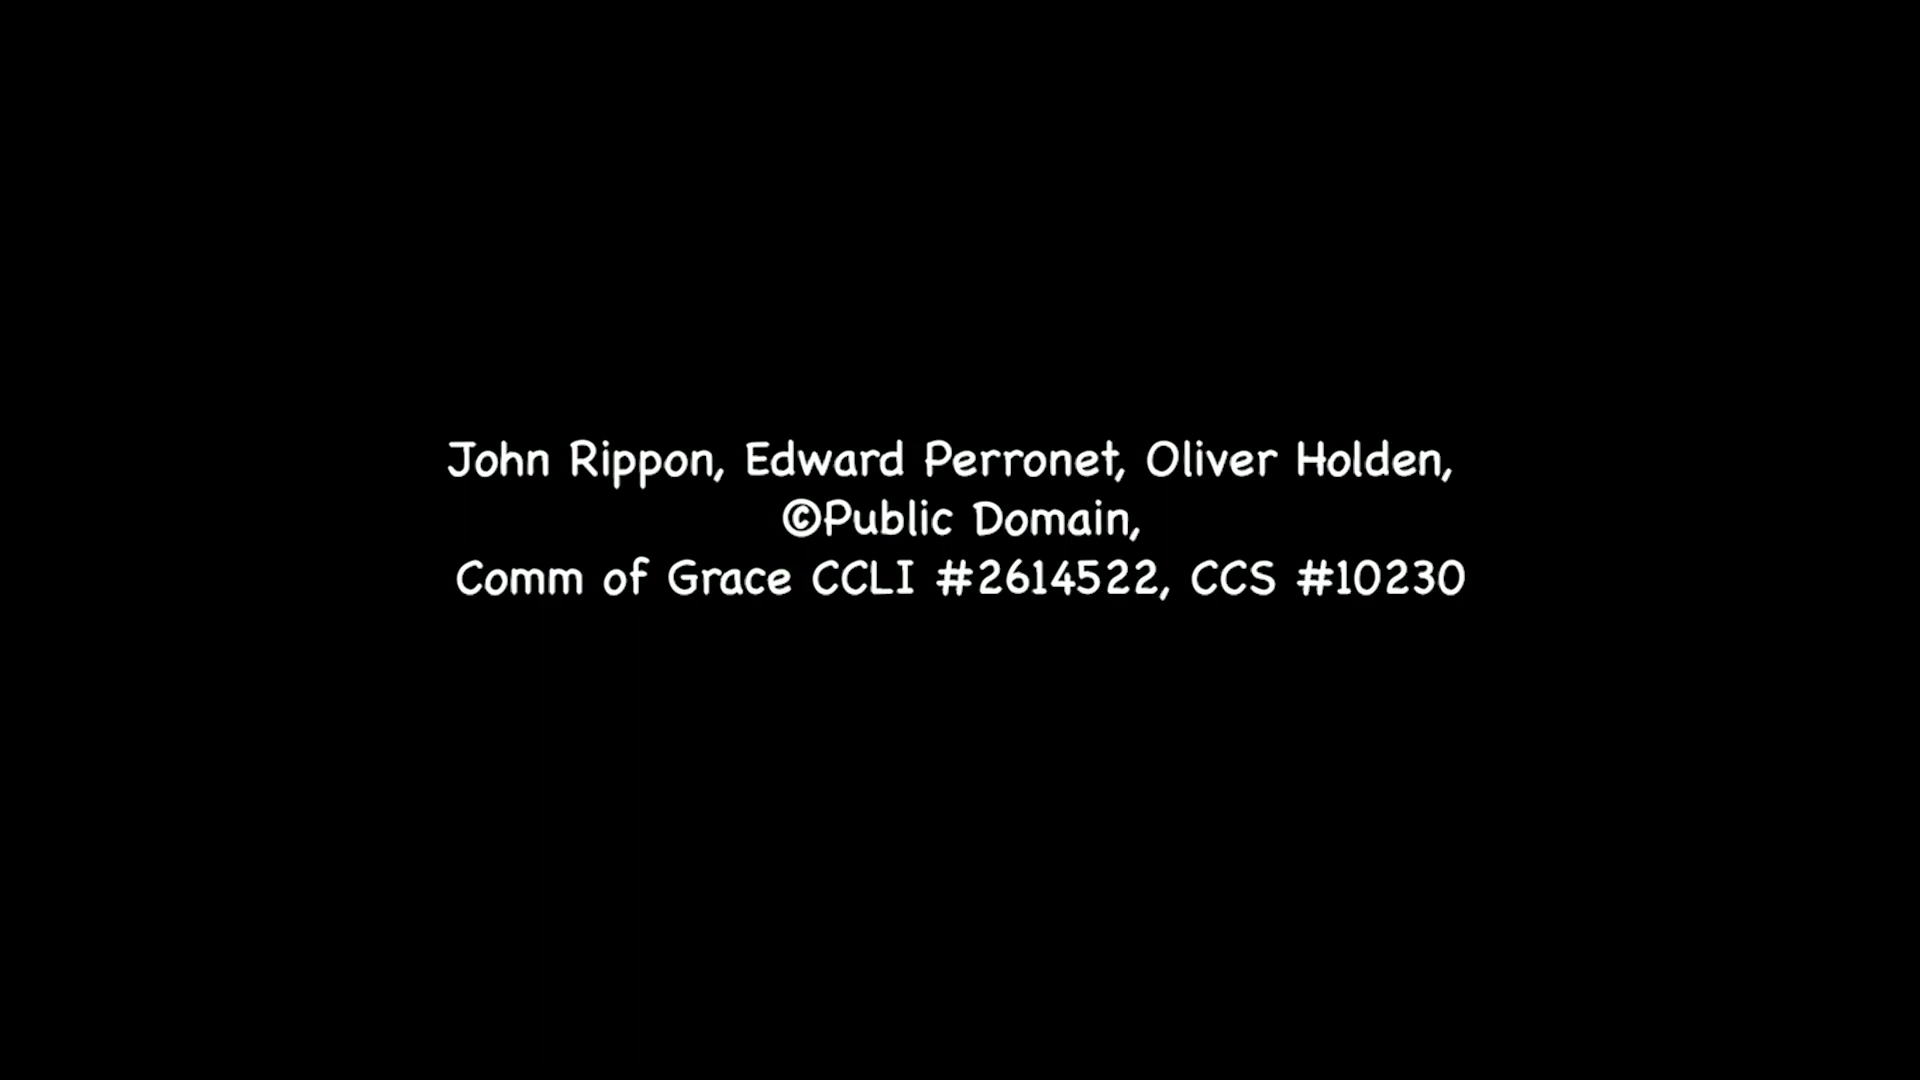 John Rippon, Edward Perronet, Oliver Holden,
©Public Domain,
Comm of Grace CCLI #2614522, CCS #10230